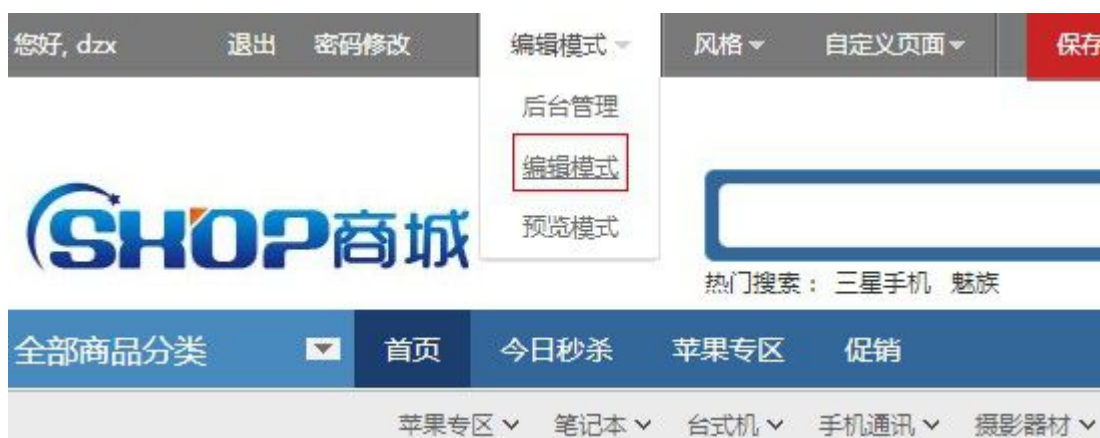 您好, dzx 退出 密码修改 编辑模式 风格 自定义页面 保存
后台管理
编辑模式
预览模式
SHOP商城
热门搜索： 三星手机 魅族
全部商品分类 首页 今日秒杀 苹果专区 促销
苹果专区 笔记本 台式机 手机通讯 摄影器材